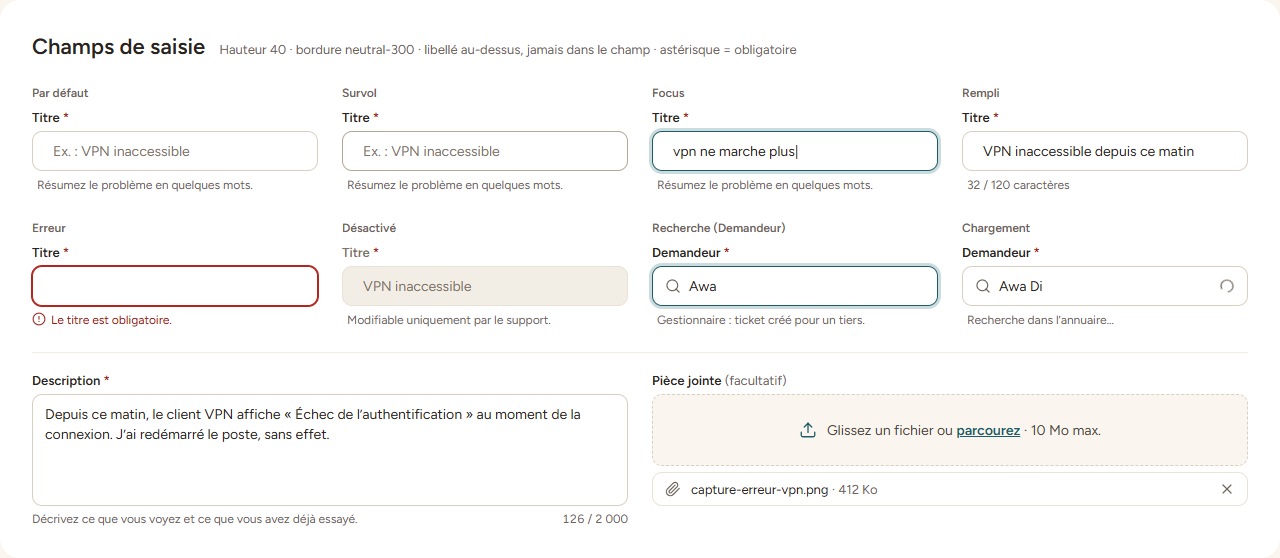 Champs de saisie Hauteur 40 · bordure neutral-300 · libellé au-dessus, jamais dans le champ · astérisque = obligatoire
Par défaut
Titre *
Ex. : VPN inaccessible
Résumez le problème en quelques mots.
Survol
Titre *
Ex. : VPN inaccessible
Résumez le problème en quelques mots.
Focus
Titre *
vpn ne marche plus|
Résumez le problème en quelques mots.
Rempli
Titre *
VPN inaccessible depuis ce matin
32 / 120 caractères
Erreur
Titre *
Le titre est obligatoire.
Désactivé
Titre *
VPN inaccessible
Modifiable uniquement par le support.
Recherche (Demandeur)
Demandeur *
Awa
Gestionnaire : ticket créé pour un tiers.
Chargement
Demandeur *
Awa Di
Recherche dans l'annuaire…
Description *
Depuis ce matin, le client VPN affiche « Échec de l'authentification » au moment de la
connexion. J'ai redémarré le poste, sans effet.
Décrivez ce que vous voyez et ce que vous avez déjà essayé.
126 / 2 000
Pièce jointe (facultatif)
Glissez un fichier ou parcourez · 10 Mo max.
capture-erreur-vpn.png · 412 Ko